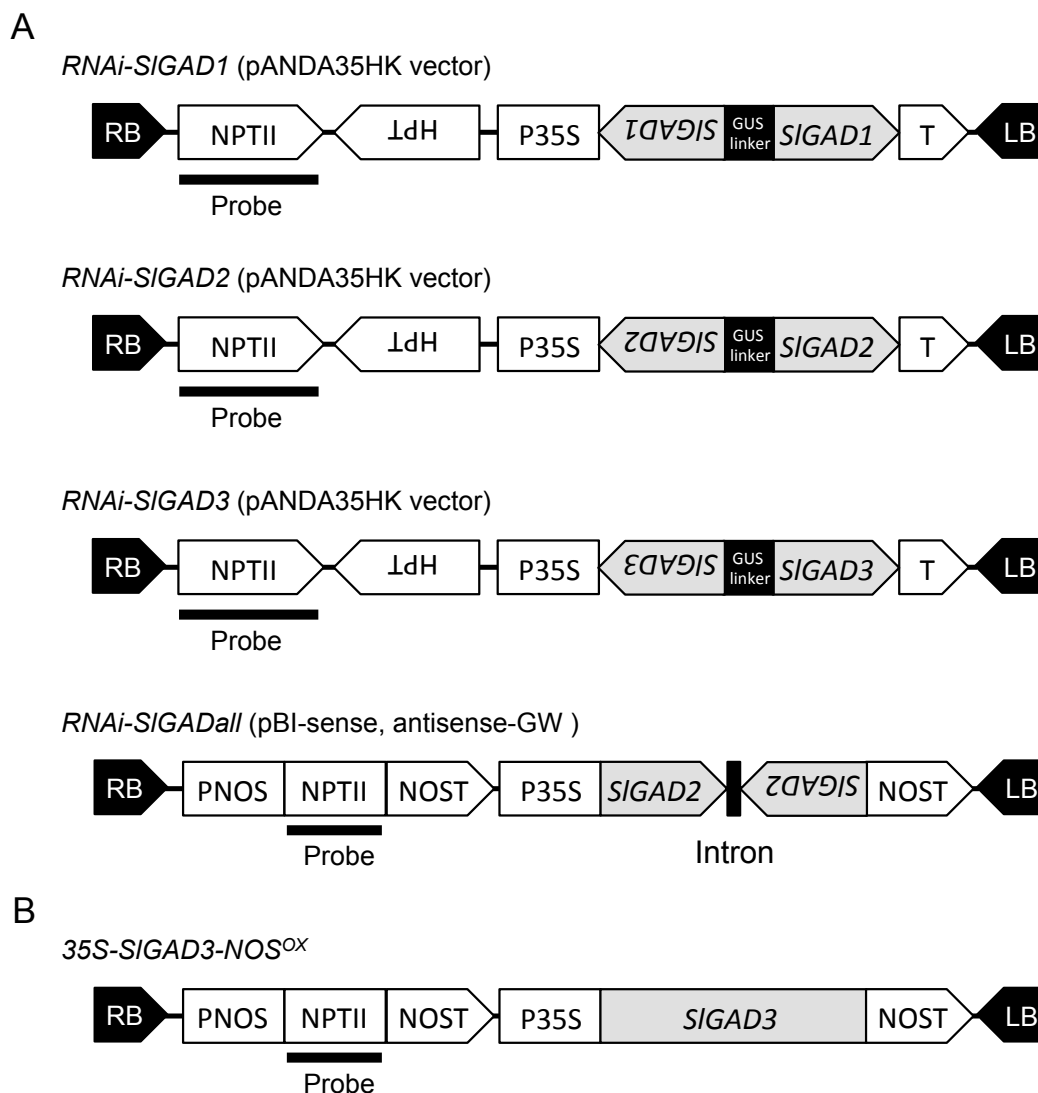 A
RNAi-SlGAD1 (pANDA35HK vector)
RB NPTII HPT P35S SlGAD1 GUS linker SlGAD1 T LB
Probe
RNAi-SlGAD2 (pANDA35HK vector)
RB NPTII HPT P35S SlGAD2 GUS linker SlGAD2 T LB
Probe
RNAi-SlGAD3 (pANDA35HK vector)
RB NPTII HPT P35S SlGAD3 GUS linker SlGAD3 T LB
Probe
RNAi-SlGADall (pBI-sense, antisense-GW )
RB PNOS NPTII NOST P35S SlGAD2 SlGAD2 NOST LB
Probe Intron
B
35S-SlGAD3-NOS^OX
RB PNOS NPTII NOST P35S SlGAD3 NOST LB
Probe